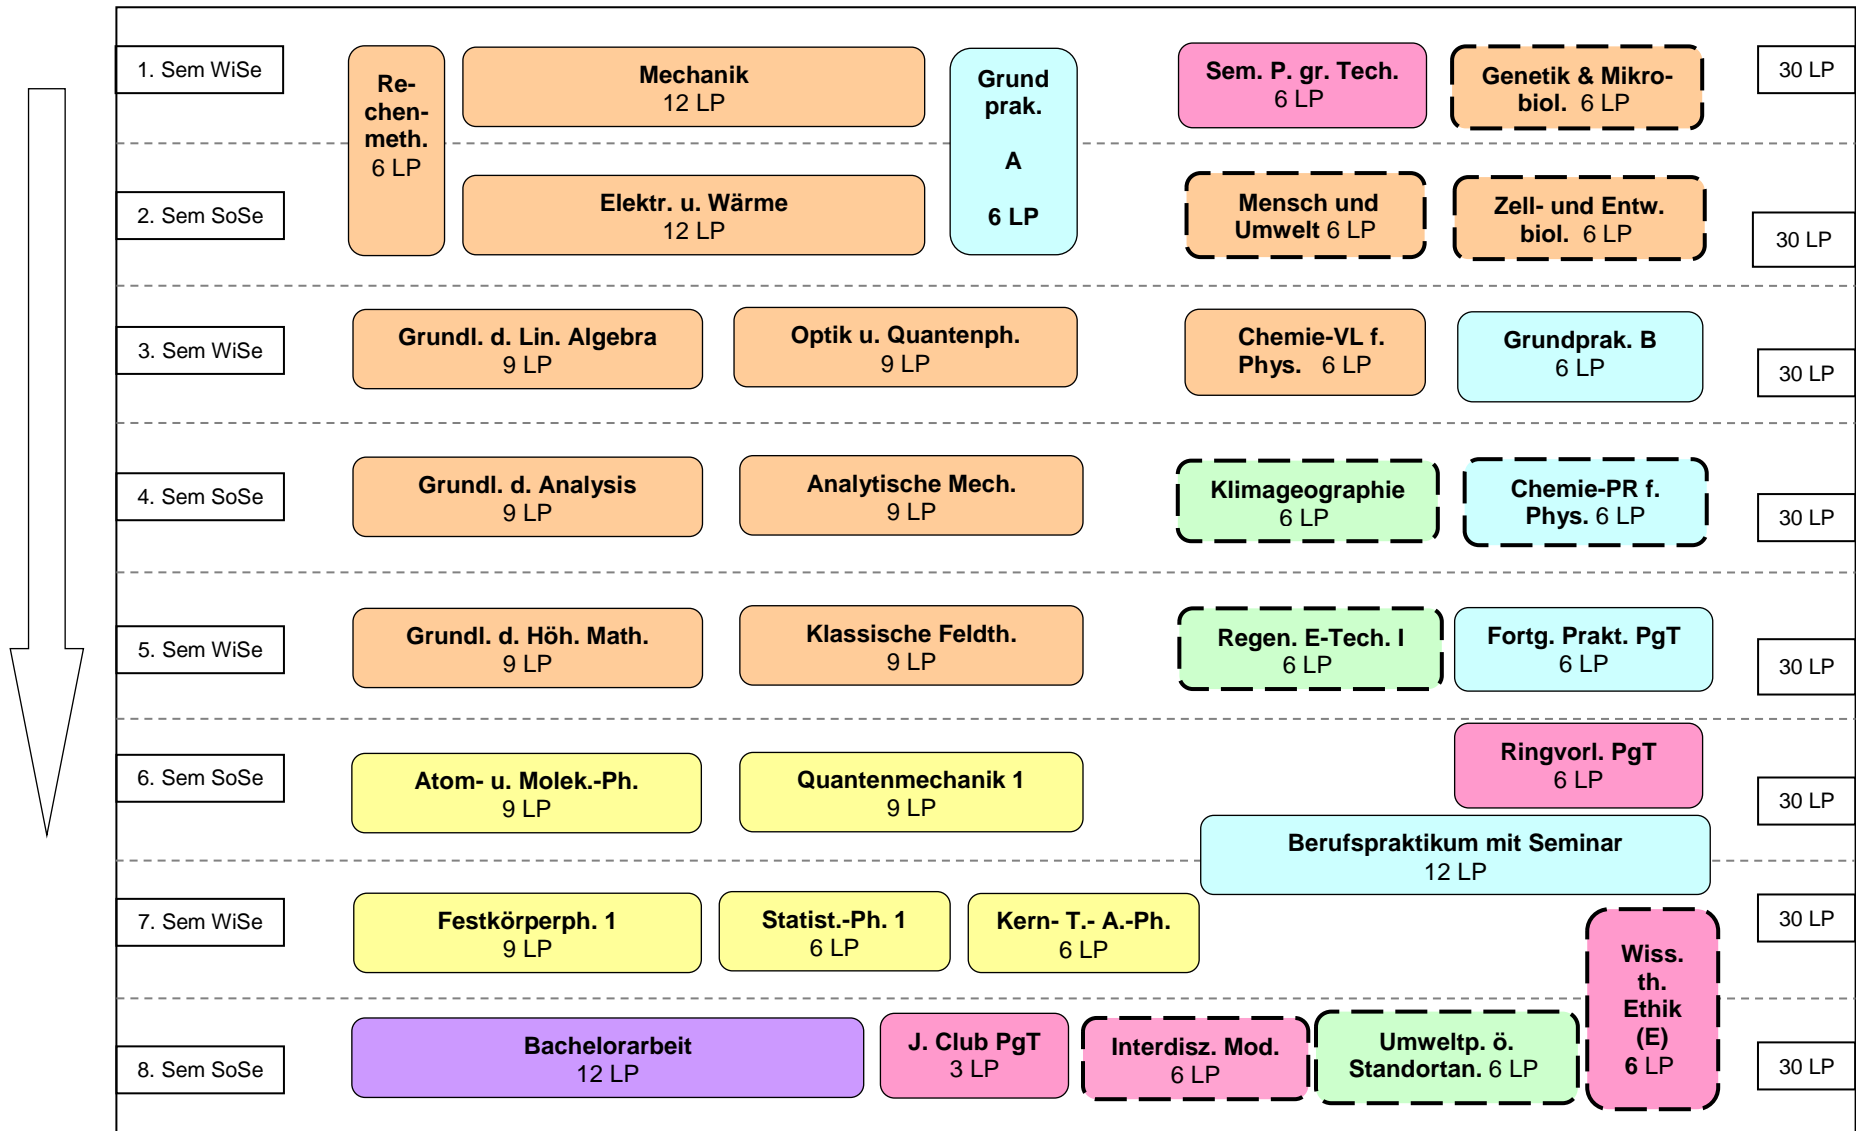 1. Sem WiSe
Re-
chen-
meth.
6 LP
Mechanik
12 LP
Grund
prak.
A
6 LP
Sem. P. gr. Tech.
6 LP
Genetik & Mikro-
biol. 6 LP
30 LP
2. Sem SoSe
Elektr. u. Wärme
12 LP
Mensch und
Umwelt 6 LP
Zell- und Entw.
biol. 6 LP
30 LP
3. Sem WiSe
Grundl. d. Lin. Algebra
9 LP
Optik u. Quantenph.
9 LP
Chemie-VL f.
Phys. 6 LP
Grundprak. B
6 LP
30 LP
4. Sem SoSe
Grundl. d. Analysis
9 LP
Analytische Mech.
9 LP
Klimageographie
6 LP
Chemie-PR f.
Phys. 6 LP
30 LP
5. Sem WiSe
Grundl. d. Höh. Math.
9 LP
Klassische Feldth.
9 LP
Regen. E-Tech. I
6 LP
Fortg. Prakt. PgT
6 LP
30 LP
6. Sem SoSe
Atom- u. Molek.-Ph.
9 LP
Quantenmechanik 1
9 LP
Ringvorl. PgT
6 LP
30 LP
Berufspraktikum mit Seminar
12 LP
7. Sem WiSe
Festkörperph. 1
9 LP
Statist.-Ph. 1
6 LP
Kern- T.- A.-Ph.
6 LP
Wiss.
th.
Ethik
(E)
6 LP
30 LP
8. Sem SoSe
Bachelorarbeit
12 LP
J. Club PgT
3 LP
Interdisz. Mod.
6 LP
Umweltp. ö.
Standortan. 6 LP
30 LP